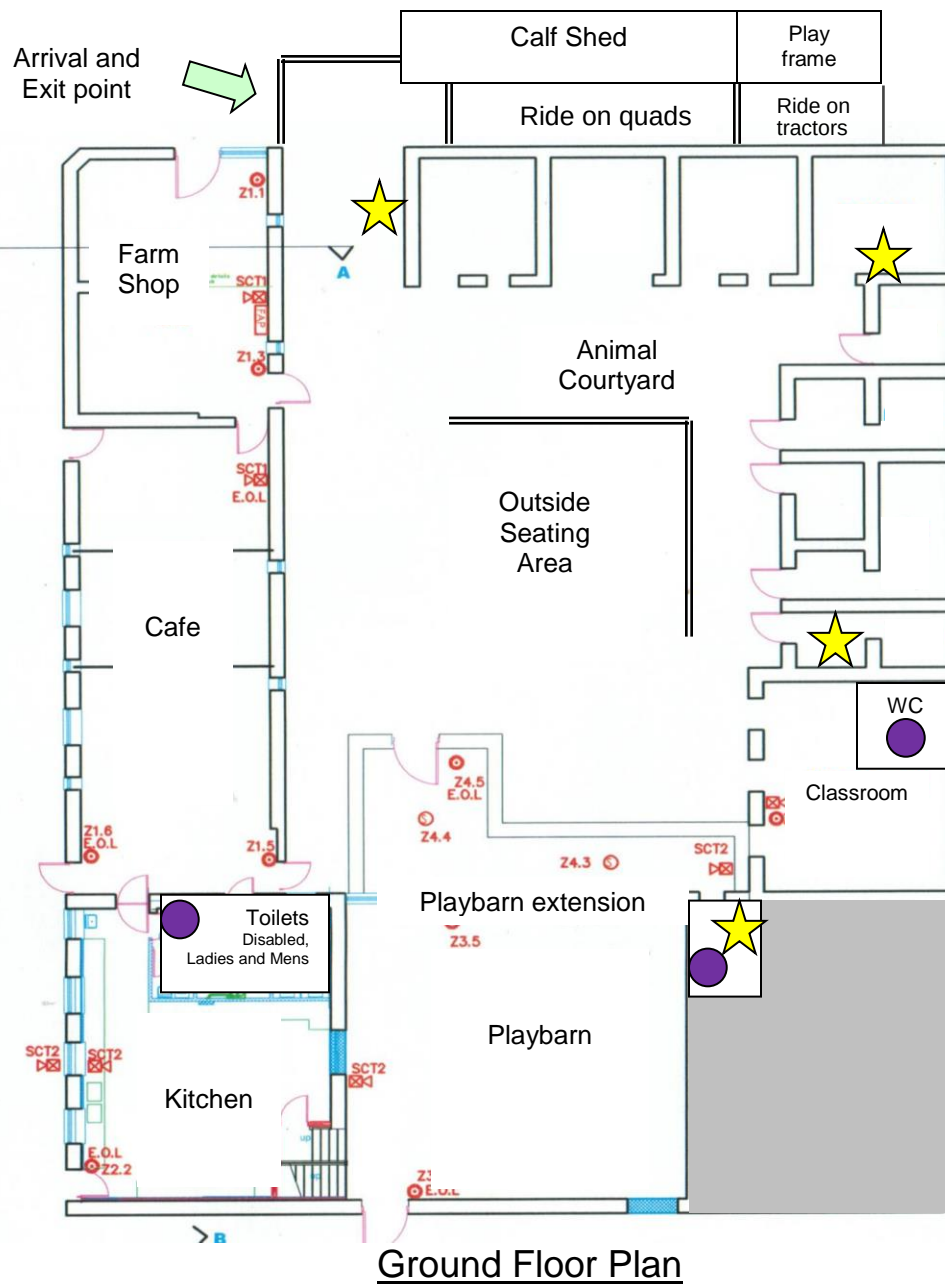 Calf Shed
Play
frame
Arrival and
Exit point
Ride on quads
Ride on
tractors
Z1.1
Farm
Shop
A
SCT1
FAP
Z1.3
Animal
Courtyard
SCT1
E.O.L
Outside
Seating
Area
Cafe
WC
Classroom
Z4.5
E.O.L
Z4.4
Z1.6
E.O.L
Z1.5
Z4.3
SCT2
Playbarn extension
Toilets
Disabled,
Ladies and Mens
Z3.5
Playbarn
SCT2
SCT2
SCT2
Kitchen
up
E.O.L
Z2.2
E.O.L
B
Ground Floor Plan